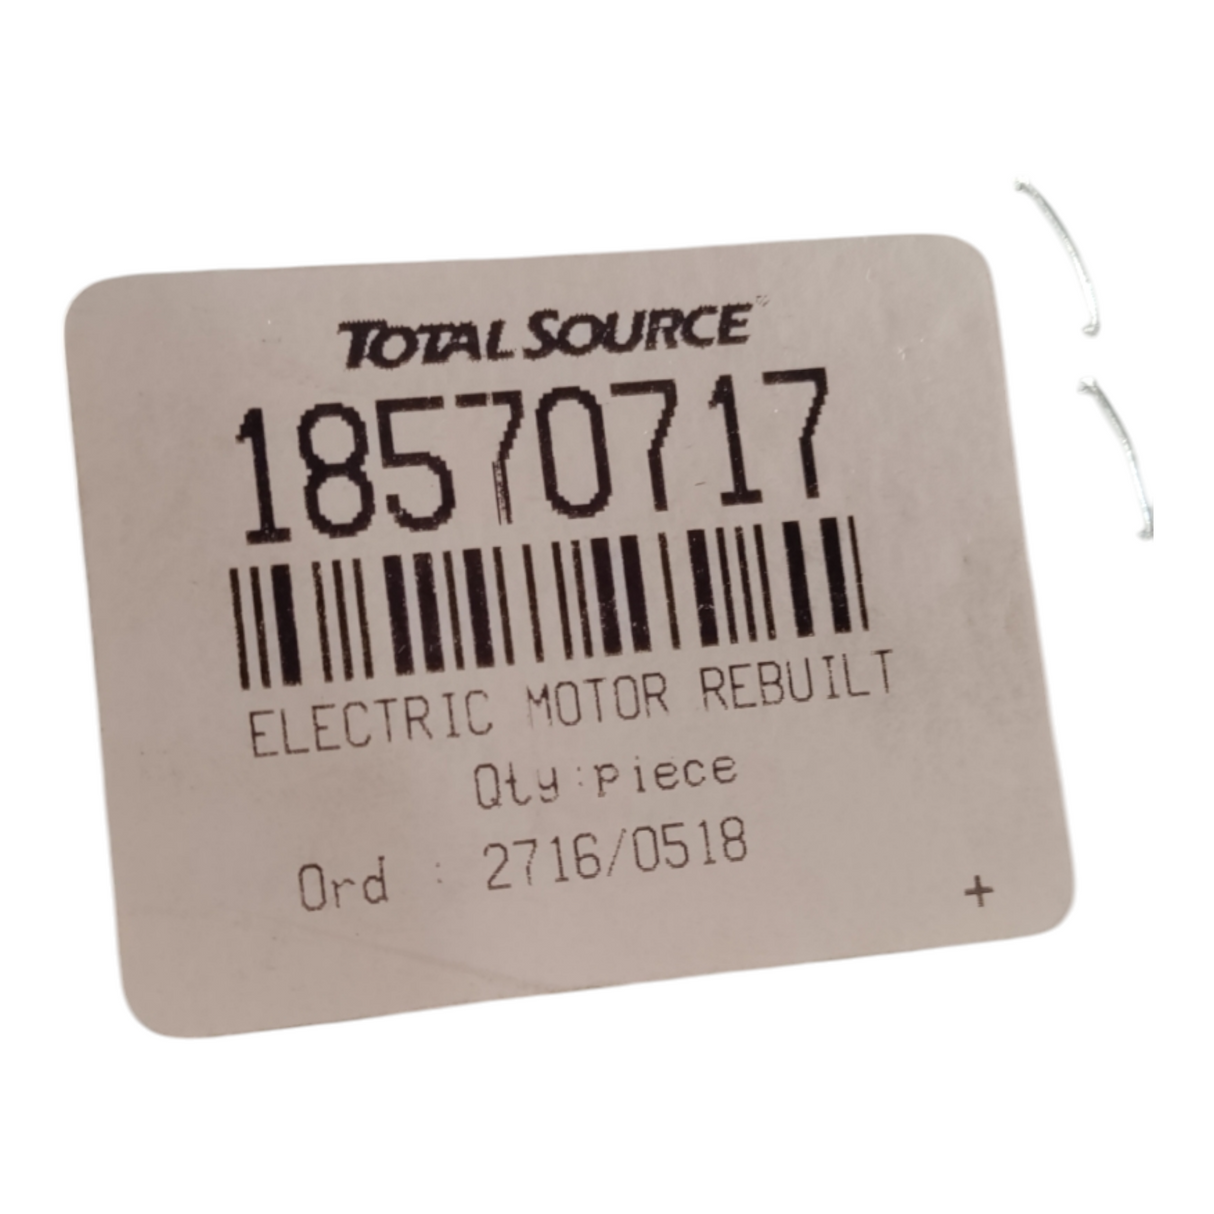 TOTAL SOURCE®
18570717
ELECTRIC MOTOR REBUILT
Qty:piece
Ord : 2716/0518
+